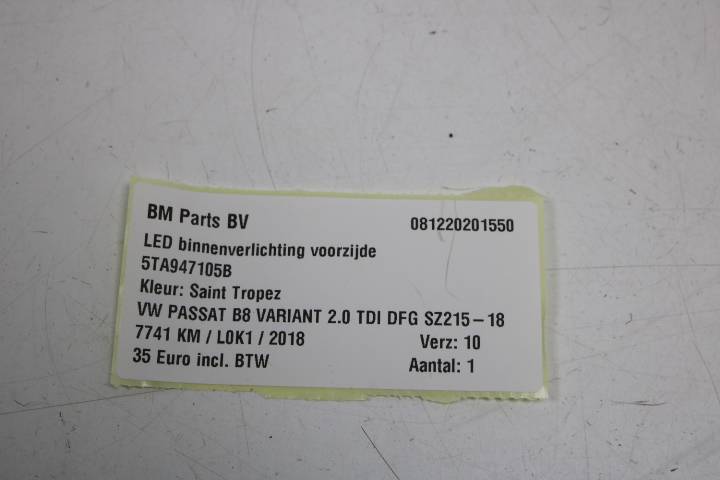 BM Parts BV 081220201550
LED binnenverlichting voorzijde
5TA947105B
Kleur: Saint Tropez
VW PASSAT B8 VARIANT 2.0 TDI DFG SZ215-18
7741 KM / L0K1 / 2018 Verz: 10
35 Euro incl. BTW Aantal: 1